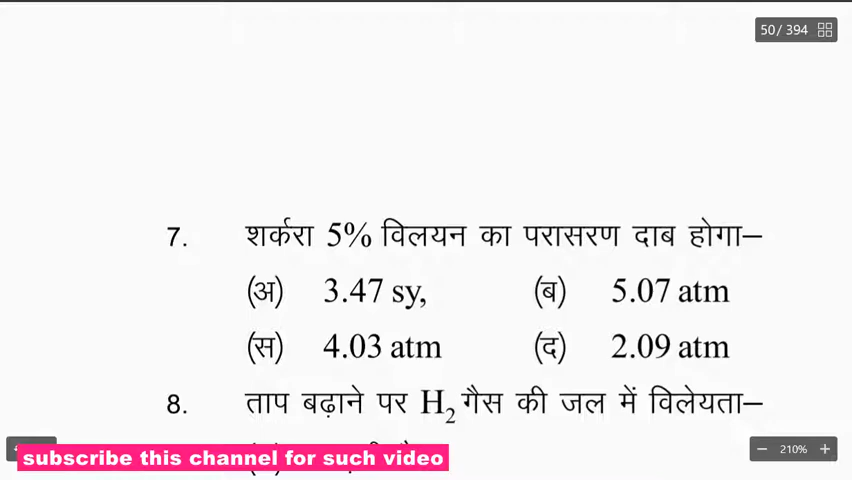 50/ 394
7. शर्करा 5% विलयन का परासरण दाब होगा–
(अ) 3.47 sy, (ब) 5.07 atm
(स) 4.03 atm (द) 2.09 atm
8. ताप बढ़ाने पर H₂ गैस की जल में विलेयता–
subscribe this channel for such video
− 210% +